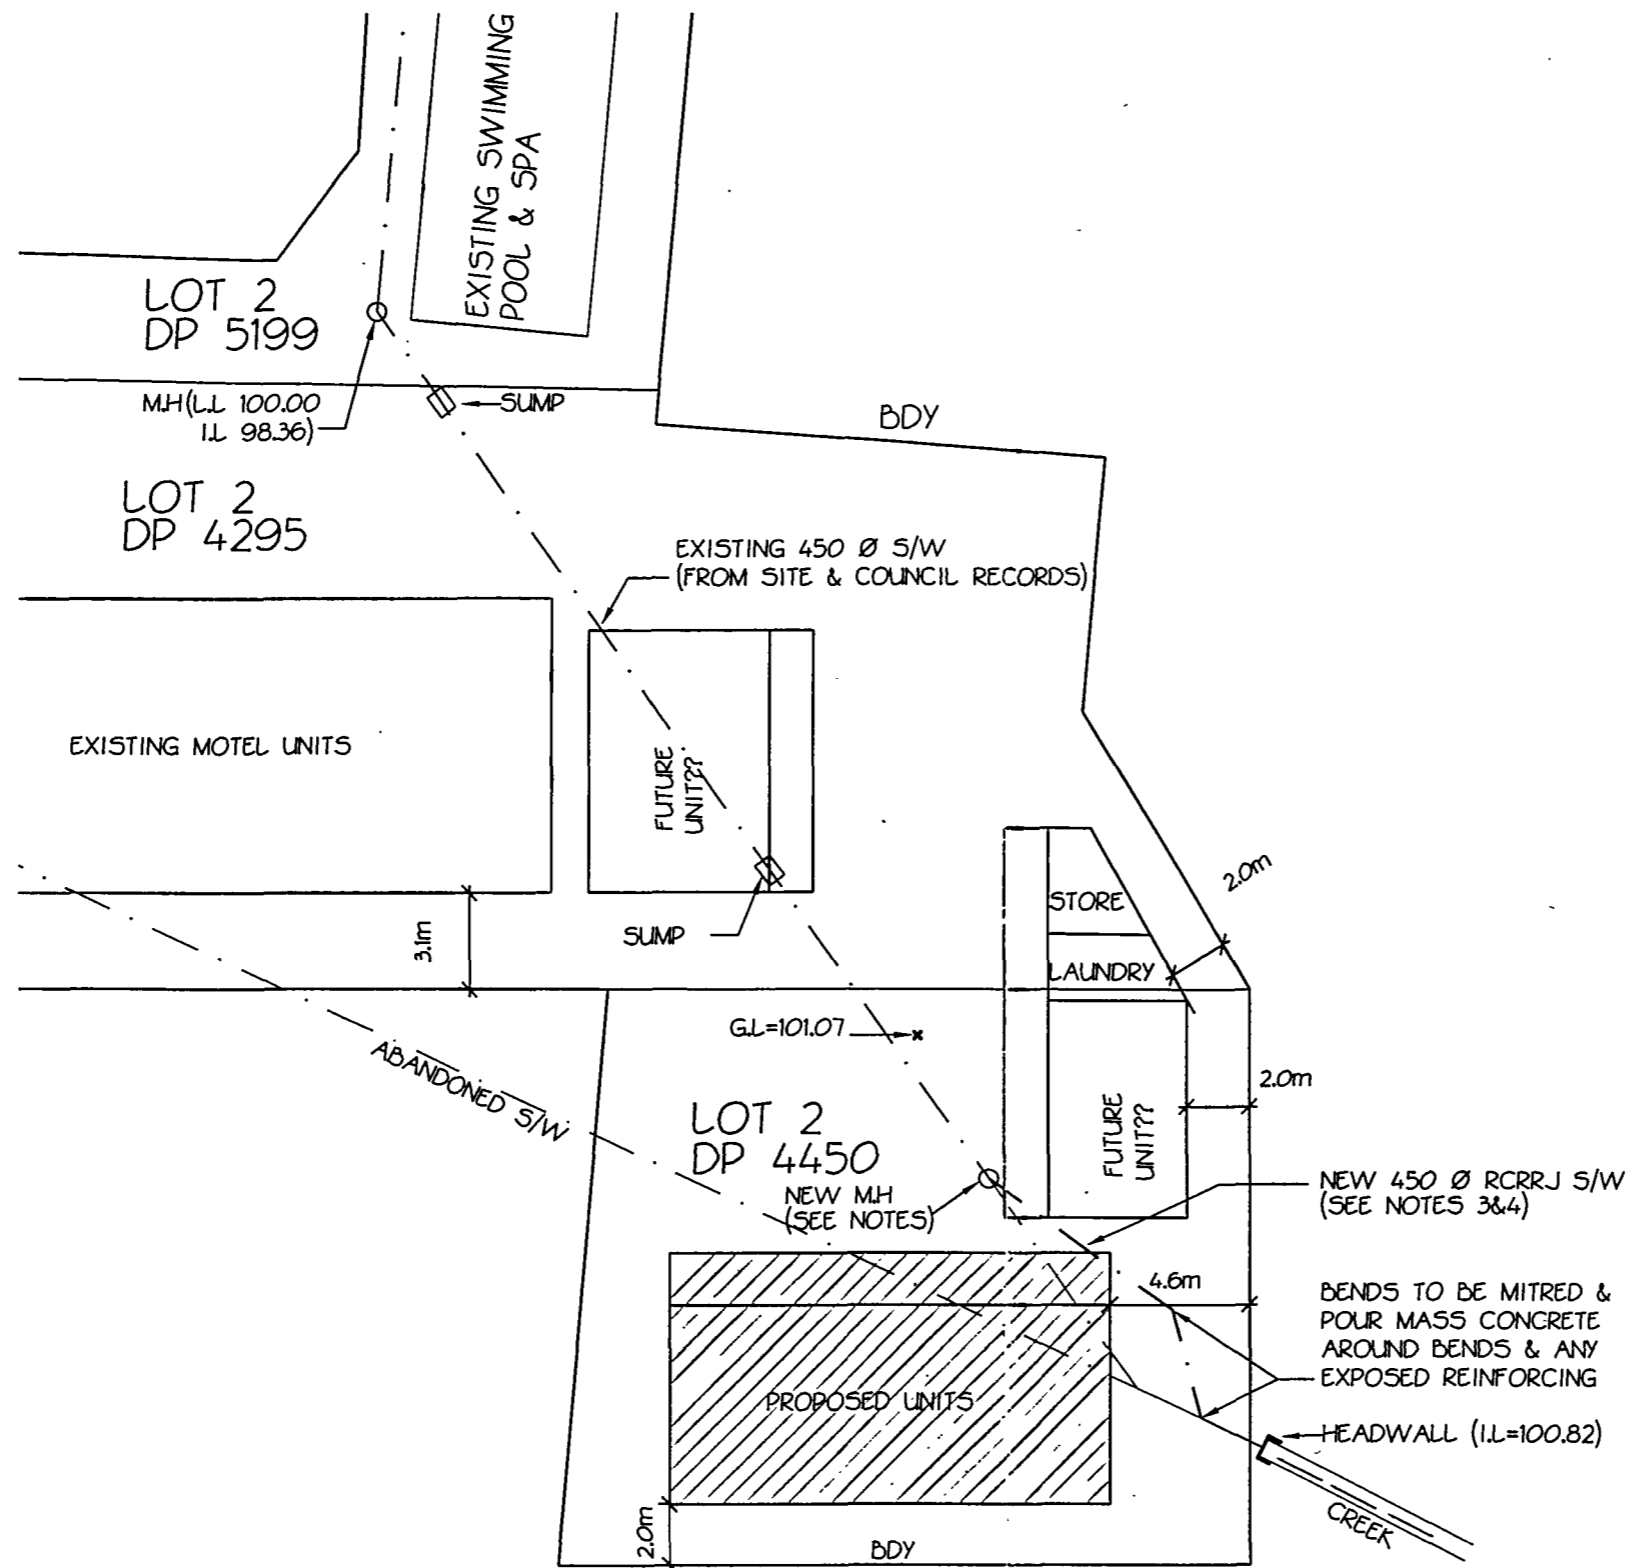 EXISTING SWIMMING
POOL & SPA
LOT 2
DP 5199
M.H(L.L 100.00
I.L 98.36)
SUMP
BDY
LOT 2
DP 4295
EXISTING 450 Ø S/W
(FROM SITE & COUNCIL RECORDS)
EXISTING MOTEL UNITS
FUTURE
UNIT??
SUMP
3.1m
STORE
LAUNDRY
2.0m
G.L=101.07
ABANDONED S/W
LOT 2
DP 4450
NEW M.H
(SEE NOTES)
FUTURE
UNIT??
2.0m
NEW 450 Ø RCRRJ S/W
(SEE NOTES 3&4)
4.6m
BENDS TO BE MITRED &
POUR MASS CONCRETE
AROUND BENDS & ANY
EXPOSED REINFORCING
PROPOSED UNITS
HEADWALL (I.L=100.82)
CREEK
2.0m
BDY